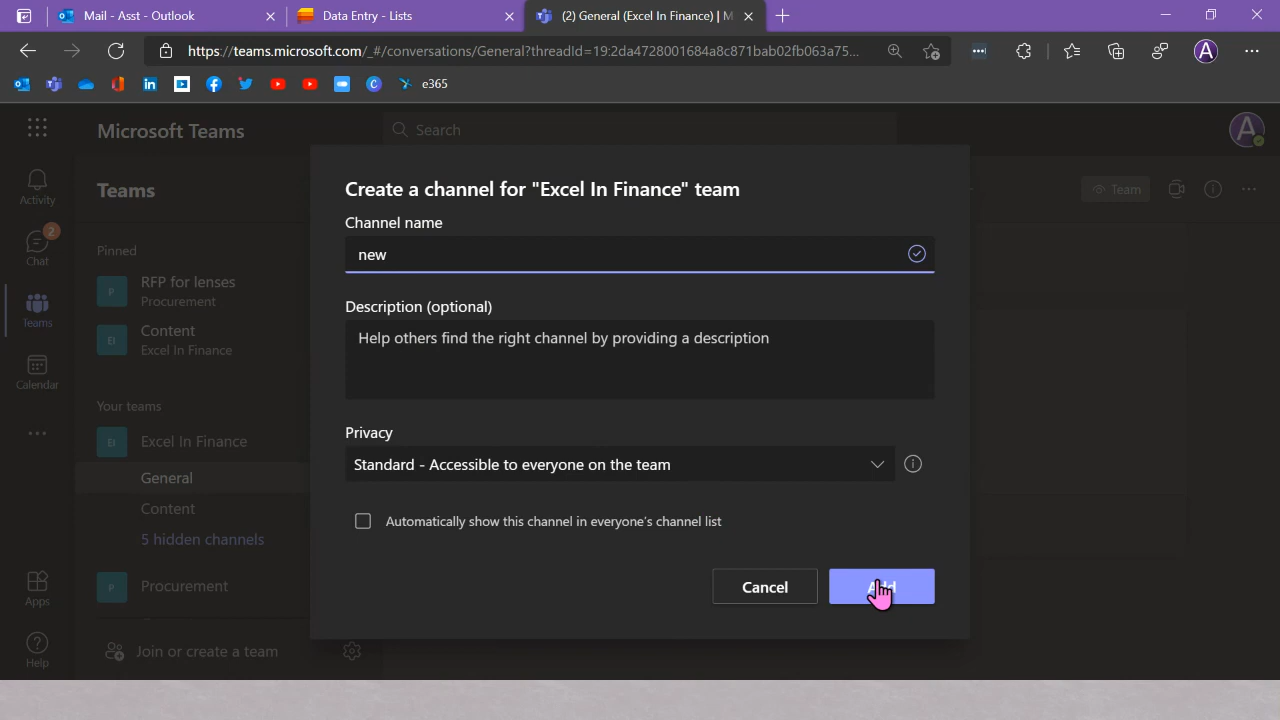 Mail - Asst - Outlook
Data Entry - Lists
(2) General (Excel In Finance) | M
https://teams.microsoft.com/_#/conversations/General?threadId=19:2da4728001684a8c871bab02fb063a75...
e365
Microsoft Teams
Search
Activity
Chat
2
Teams
Calendar
Apps
Help
Teams
Pinned
RFP for lenses
Procurement
Content
Excel In Finance
Your teams
Excel In Finance
General
Content
5 hidden channels
Procurement
Join or create a team
Team
Create a channel for "Excel In Finance" team
Channel name
new
Description (optional)
Help others find the right channel by providing a description
Privacy
Standard - Accessible to everyone on the team
Automatically show this channel in everyone's channel list
Cancel